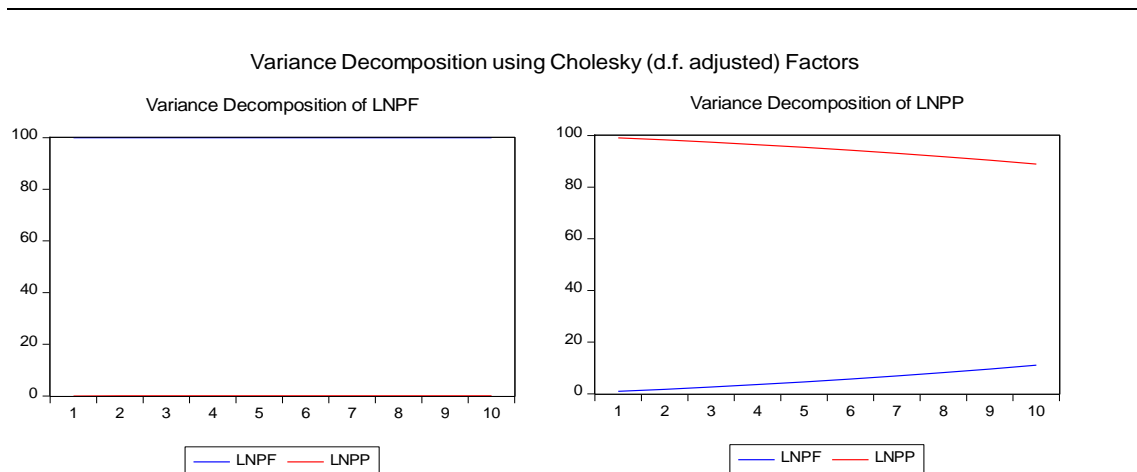 Variance Decomposition using Cholesky (d.f. adjusted) Factors
Variance Decomposition of LNPF
100
80
60
40
20
0
1 2 3 4 5 6 7 8 9 10
LNPF LNPP
Variance Decomposition of LNPP
100
80
60
40
20
0
1 2 3 4 5 6 7 8 9 10
LNPF LNPP